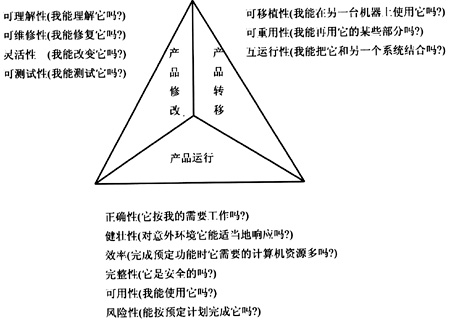 可理解性(我能理解它吗?)
可维修性(我能修复它吗?)
灵活性 (我能改变它吗?)
可测试性(我能测试它吗?)
可移植性(我能在另一台机器上使用它吗?)
可重用性(我能再用它的某些部分吗?)
互运行性(我能把它和另一个系统结合吗?)
产品修改
产品转移
产品运行
正确性(它按我的需要工作吗?)
健壮性(对意外环境它能适当地响应吗?)
效率(完成预定功能时它需要的计算机资源多吗?)
完整性(它是安全的吗?)
可用性(我能使用它吗?)
风险性(能按预定计划完成它吗?)